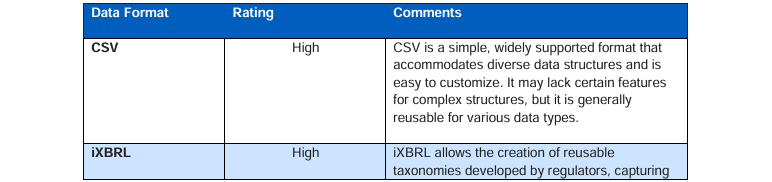 Data Format Rating Comments
CSV High CSV is a simple, widely supported format that
accommodates diverse data structures and is
easy to customize. It may lack certain features
for complex structures, but it is generally
reusable for various data types.
iXBRL High iXBRL allows the creation of reusable
taxonomies developed by regulators, capturing